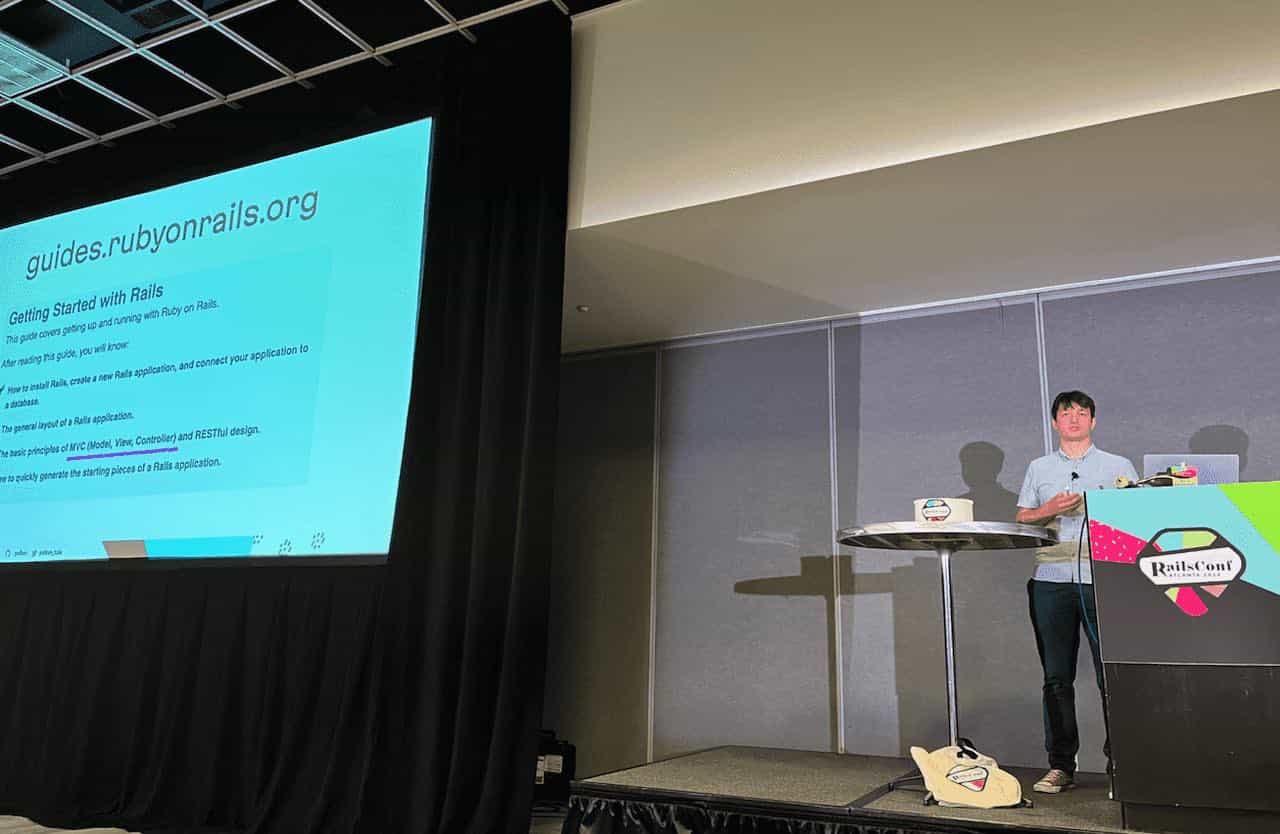 guides.rubyonrails.org
Getting Started with Rails
This guide covers getting up and running with Ruby on Rails.
After reading this guide, you will know:
How to install Rails, create a new Rails application, and connect your application to
a database.
The general layout of a Rails application.
The basic principles of MVC (Model, View, Controller) and RESTful design.
to quickly generate the starting pieces of a Rails application.
RailsConf
ATLANTA 2023